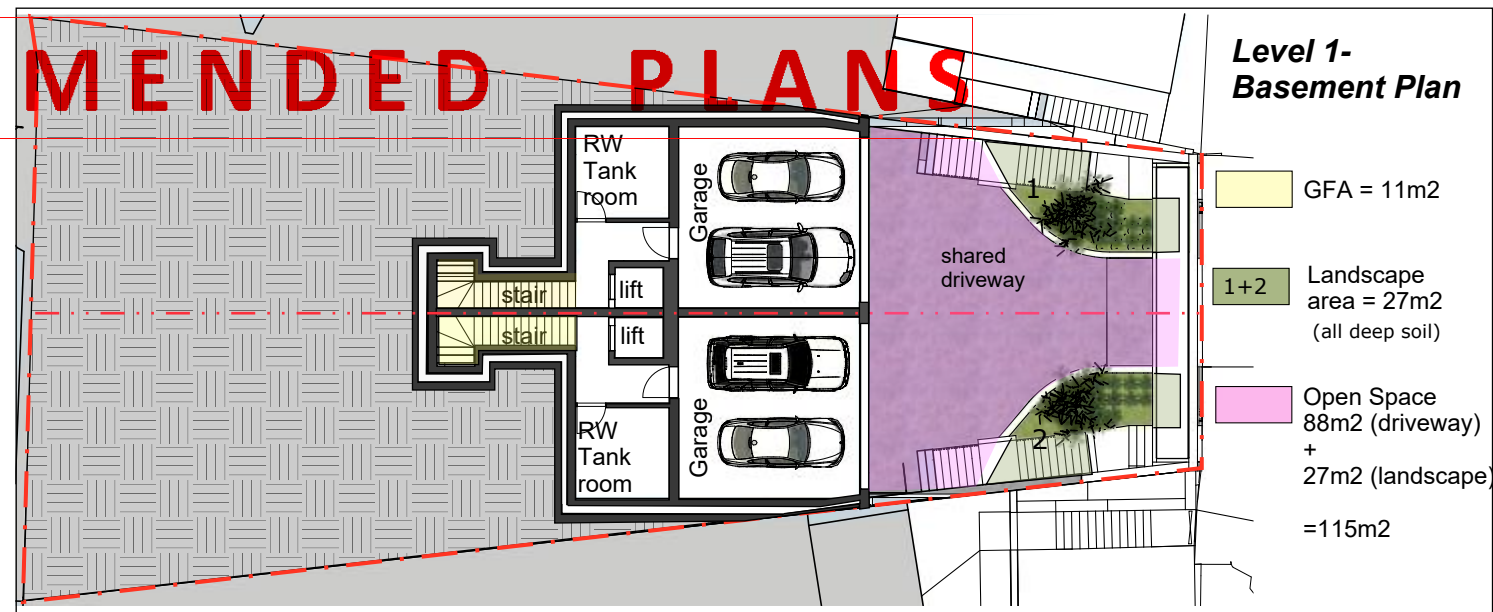 MENDED PLANS
Level 1-
Basement Plan
RW
Tank
room
Garage
1
GFA = 11m2
shared
driveway
stair
lift
1+2
Landscape
area = 27m2
(all deep soil)
stair
lift
RW
Tank
room
Garage
2
Open Space
88m2 (driveway)
+
27m2 (landscape)
=115m2